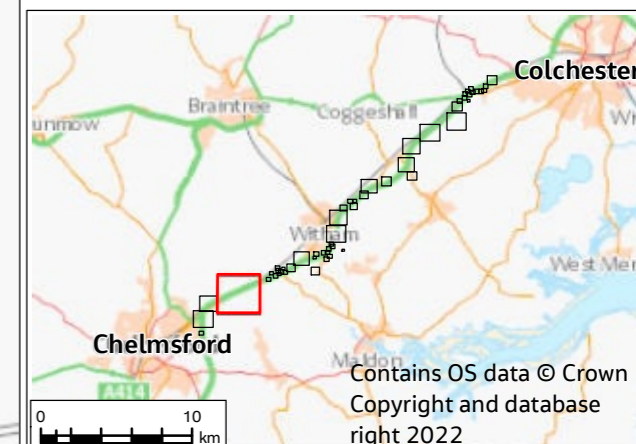 Colchester
Braintree
Coggeshall
unmow
Witham
West Mer
Chelmsford
Maldon
A414
Contains OS data © Crown
Copyright and database
right 2022
0 10
km